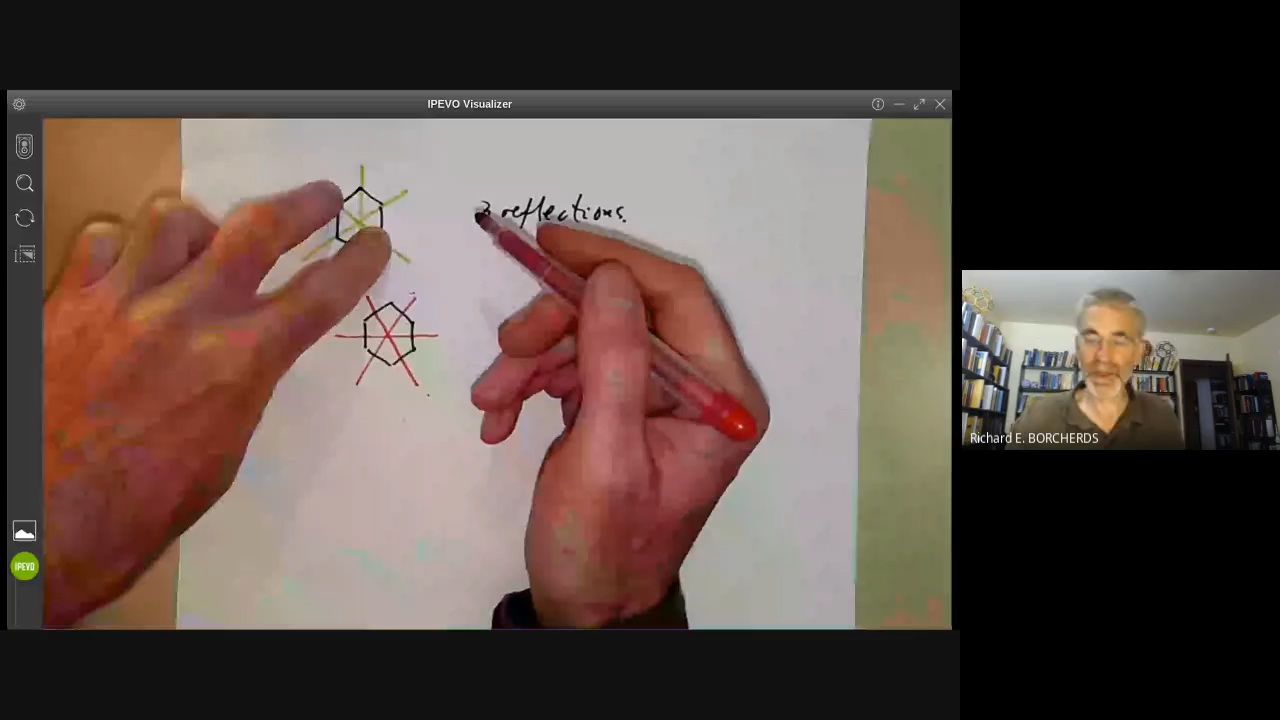 IPEVO Visualizer
3 reflections.
IPEVO
Richard E. BORCHERDS